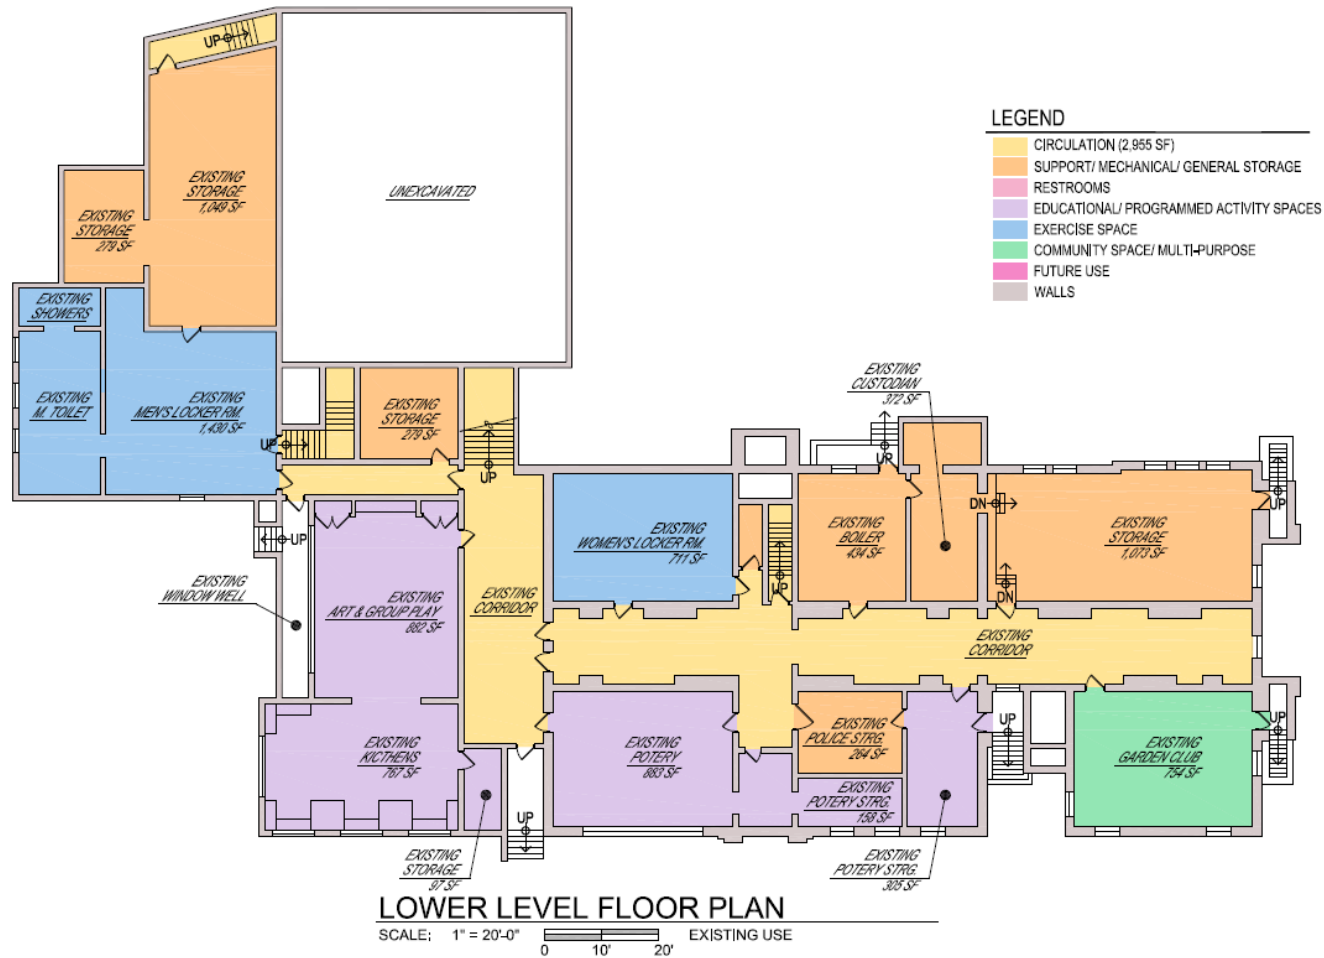 UP
LEGEND
CIRCULATION (2,955 SF)
SUPPORT/ MECHANICAL/ GENERAL STORAGE
RESTROOMS
EDUCATIONAL/ PROGRAMMED ACTIVITY SPACES
EXERCISE SPACE
COMMUNITY SPACE/ MULTI-PURPOSE
FUTURE USE
WALLS
EXISTING
STORAGE
1,049 SF
UNEXCAVATED
EXISTING
STORAGE
279 SF
EXISTING
SHOWERS
EXISTING
M. TOILET
EXISTING
MEN'S LOCKER RM.
1,430 SF
UP
EXISTING
STORAGE
279 SF
UP
EXISTING
CUSTODIAN
372 SF
UP
EXISTING
WOMEN'S LOCKER RM.
711 SF
UP
EXISTING
BOILER
434 SF
DN
EXISTING
STORAGE
1,073 SF
UP
DN
UP
EXISTING
WINDOW WELL
EXISTING
ART & GROUP PLAY
882 SF
EXISTING
CORRIDOR
EXISTING
CORRIDOR
EXISTING
KICTHENS
767 SF
EXISTING
POTERY
883 SF
EXISTING
POLICE STRG.
264 SF
UP
EXISTING
GARDEN CLUB
754 SF
UP
EXISTING
POTERY STRG.
158 SF
UP
EXISTING
STORAGE
97 SF
EXISTING
POTERY STRG.
305 SF
LOWER LEVEL FLOOR PLAN
SCALE: 1" = 20'-0" EXISTING USE
0 10' 20'